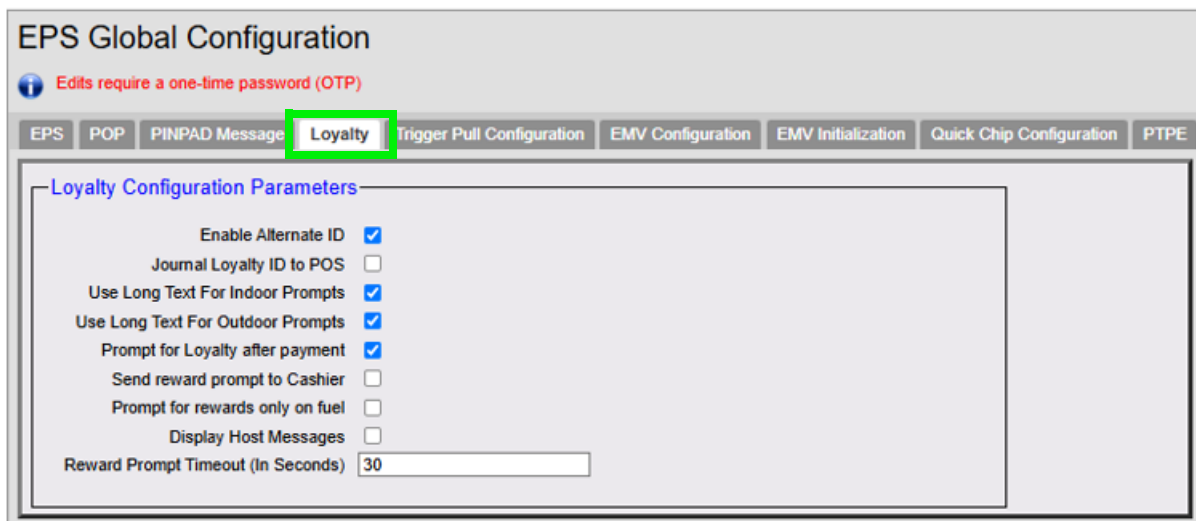 EPS Global Configuration
Edits require a one-time password (OTP)
EPS POP PINPAD Message Loyalty Trigger Pull Configuration EMV Configuration EMV Initialization Quick Chip Configuration PTPE
Loyalty Configuration Parameters
Enable Alternate ID
Journal Loyalty ID to POS
Use Long Text For Indoor Prompts
Use Long Text For Outdoor Prompts
Prompt for Loyalty after payment
Send reward prompt to Cashier
Prompt for rewards only on fuel
Display Host Messages
Reward Prompt Timeout (In Seconds) 30